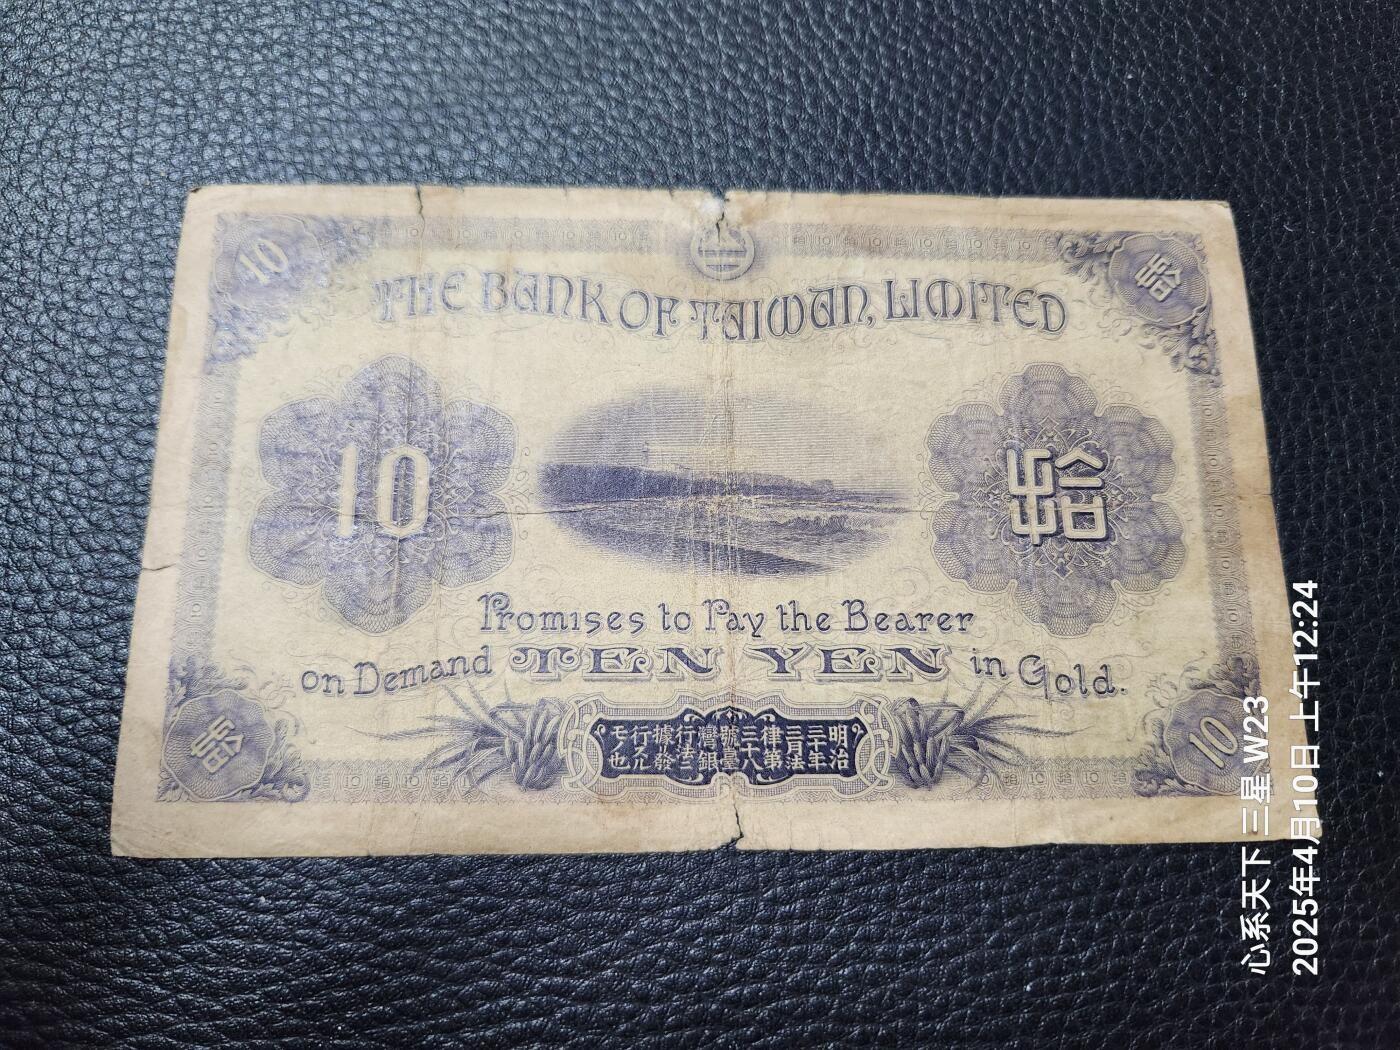 10
拾
THE BANK OF TAIWAN, LIMITED
10
拾
Promises to Pay the Bearer
on Demand TEN YEN in Gold.
明治
三十年
三月法
律第
三十八
號臺
灣銀
行
據發
行スル
モノ也
拾
10
心系天下 三星 W23
2025年4月10日 上午12:24